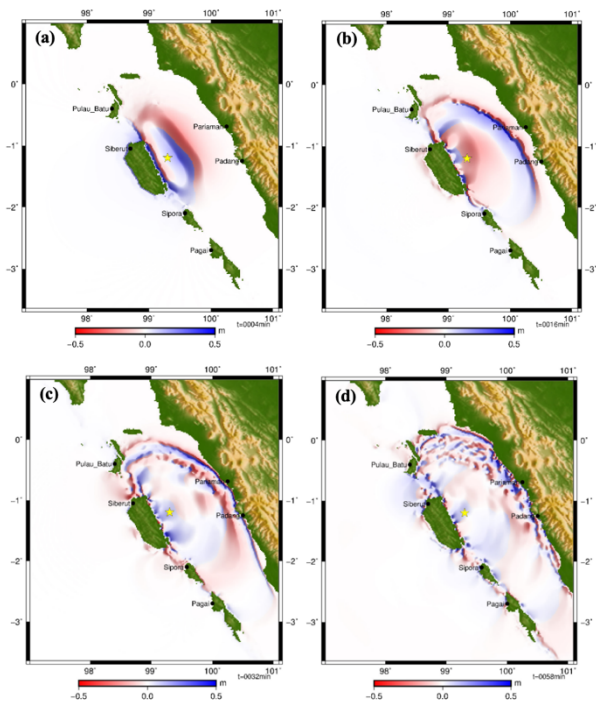 98˚ 99˚ 100˚ 101˚
(a)
0˚
Pulau_Batu
Pariaman
−1˚
Siberut
Padang
−2˚
Sipora
Pagai
−3˚
98˚ 99˚ 100˚ 101˚
t=0004min
m
−0.5 0.0 0.5
98˚ 99˚ 100˚ 101˚
(b)
0˚
Pulau_Batu
Pariaman
−1˚
Siberut
Padang
−2˚
Sipora
Pagai
−3˚
98˚ 99˚ 100˚ 101˚
t=0016min
m
−0.5 0.0 0.5
98˚ 99˚ 100˚ 101˚
(c)
0˚
Pulau_Batu
Pariaman
−1˚
Siberut
Padang
−2˚
Sipora
Pagai
−3˚
98˚ 99˚ 100˚ 101˚
t=0032min
m
−0.5 0.0 0.5
98˚ 99˚ 100˚ 101˚
(d)
0˚
Pulau_Batu
Pariaman
−1˚
Siberut
Padang
−2˚
Sipora
Pagai
−3˚
98˚ 99˚ 100˚ 101˚
t=0058min
m
−0.5 0.0 0.5